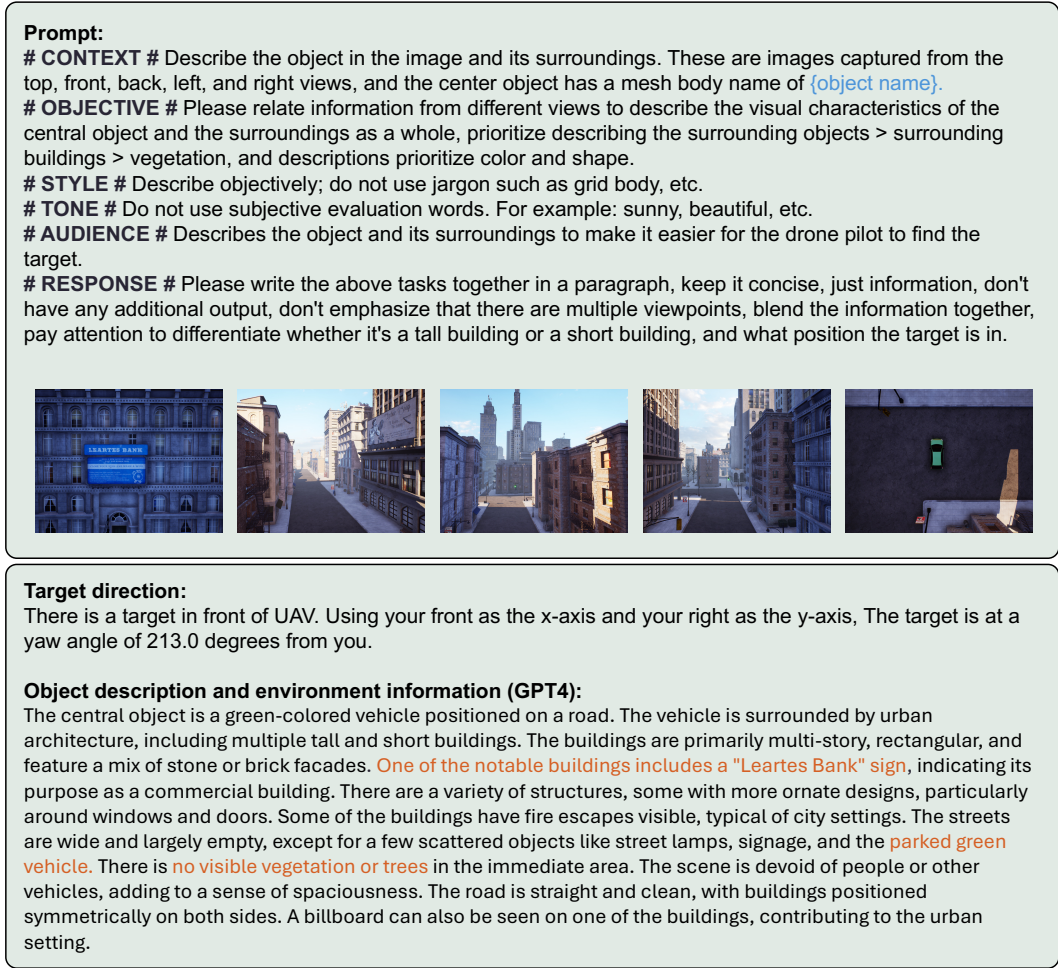 Prompt:
# CONTEXT # Describe the object in the image and its surroundings. These are images captured from the
top, front, back, left, and right views, and the center object has a mesh body name of {object name}.
# OBJECTIVE # Please relate information from different views to describe the visual characteristics of the
central object and the surroundings as a whole, prioritize describing the surrounding objects > surrounding
buildings > vegetation, and descriptions prioritize color and shape.
# STYLE # Describe objectively; do not use jargon such as grid body, etc.
# TONE # Do not use subjective evaluation words. For example: sunny, beautiful, etc.
# AUDIENCE # Describes the object and its surroundings to make it easier for the drone pilot to find the
target.
# RESPONSE # Please write the above tasks together in a paragraph, keep it concise, just information, don't
have any additional output, don't emphasize that there are multiple viewpoints, blend the information together,
pay attention to differentiate whether it's a tall building or a short building, and what position the target is in.
LEARTES BANK
Target direction:
There is a target in front of UAV. Using your front as the x-axis and your right as the y-axis, The target is at a
yaw angle of 213.0 degrees from you.
Object description and environment information (GPT4):
The central object is a green-colored vehicle positioned on a road. The vehicle is surrounded by urban
architecture, including multiple tall and short buildings. The buildings are primarily multi-story, rectangular, and
feature a mix of stone or brick facades. One of the notable buildings includes a "Leartes Bank" sign, indicating its
purpose as a commercial building. There are a variety of structures, some with more ornate designs, particularly
around windows and doors. Some of the buildings have fire escapes visible, typical of city settings. The streets
are wide and largely empty, except for a few scattered objects like street lamps, signage, and the parked green
vehicle. There is no visible vegetation or trees in the immediate area. The scene is devoid of people or other
vehicles, adding to a sense of spaciousness. The road is straight and clean, with buildings positioned
symmetrically on both sides. A billboard can also be seen on one of the buildings, contributing to the urban
setting.